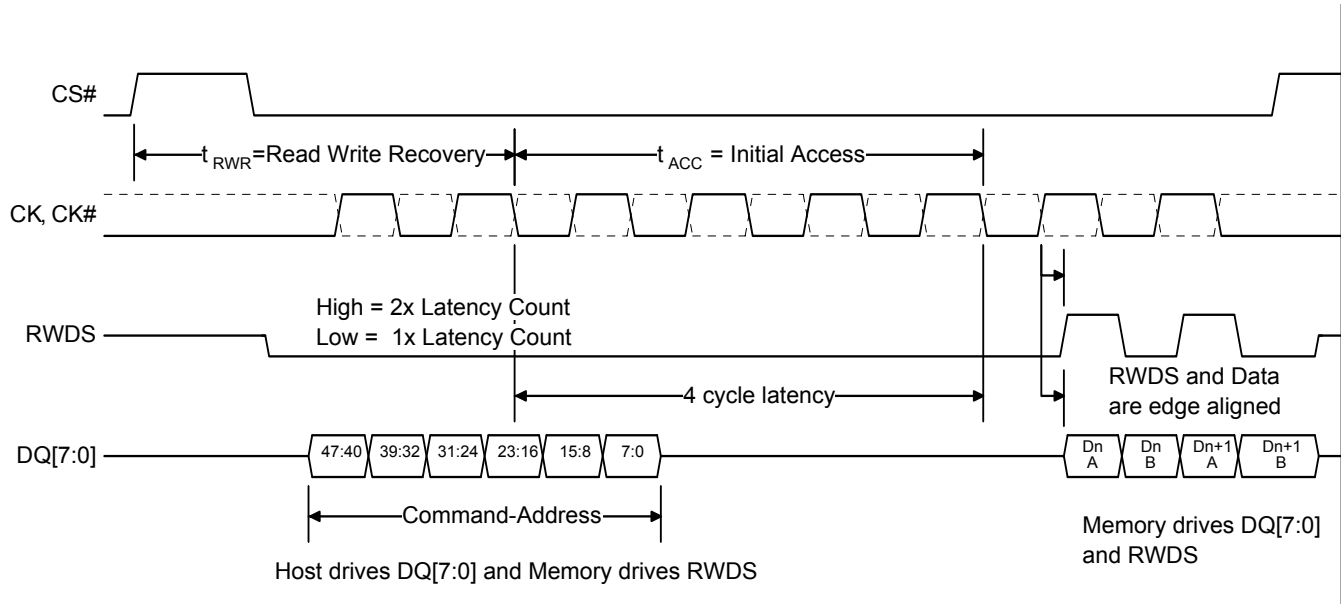 CS#
t RWR=Read Write Recovery
t ACC = Initial Access
CK, CK#
High = 2x Latency Count
Low = 1x Latency Count
RWDS
4 cycle latency
RWDS and Data
are edge aligned
DQ[7:0]
47:40 39:32 31:24 23:16 15:8 7:0
Dn A
Dn B
Dn+1 A
Dn+1 B
Command-Address
Memory drives DQ[7:0]
and RWDS
Host drives DQ[7:0] and Memory drives RWDS